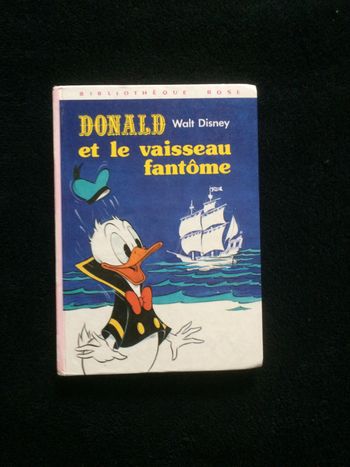 BIBLIOTHÈQUE ROSE
DONALD Walt Disney
et le vaisseau
fantôme